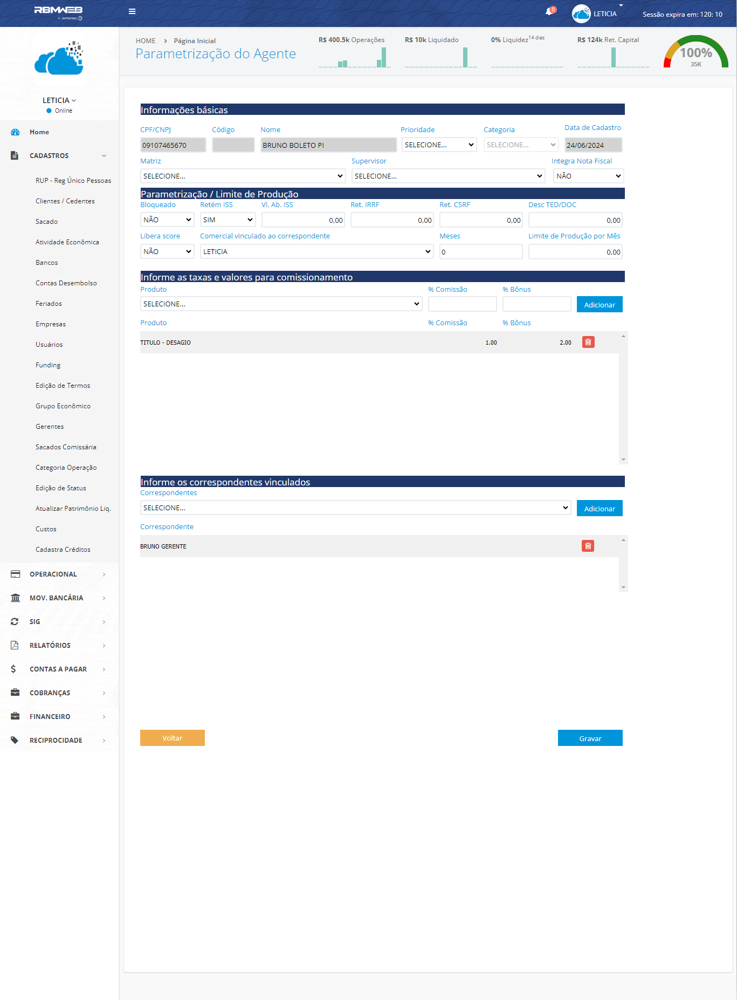 RBMWEB
by Dimensa
0
LETICIA
Sessão expira em: 120: 10
HOME > Página Inicial
Parametrização do Agente
R$ 400.5k Operações
R$ 10k Liquidado
0% Liquidez14 dias
R$ 124k Ret. Capital
100%
35K
LETICIA
Online
Home
CADASTROS
RUP - Reg Único Pessoas
Clientes / Cedentes
Sacado
Atividade Econômica
Bancos
Contas Desembolso
Feriados
Empresas
Usuários
Funding
Edição de Termos
Grupo Econômico
Gerentes
Sacados Comissária
Categoria Operação
Edição de Status
Atualizar Patrimônio Liq.
Custos
Cadastra Créditos
OPERACIONAL
MOV. BANCÁRIA
SIG
RELATÓRIOS
CONTAS A PAGAR
COBRANÇAS
FINANCEIRO
RECIPROCIDADE
Informações básicas
CPF/CNPJ Código Nome Prioridade Categoria Data de Cadastro
09107465670 BRUNO BOLETO PI SELECIONE... SELECIONE... 24/06/2024
Matriz Supervisor Integra Nota Fiscal
SELECIONE... SELECIONE... NÃO
Parametrização / Limite de Produção
Bloqueado Retém ISS Vl. Ab. ISS Ret. IRRF Ret. CSRF Desc TED/DOC
NÃO SIM 0,00 0,00 0,00 0,00
Libera score Comercial vinculado ao correspondente Meses Limite de Produção por Mês
NÃO LETICIA 0 0,00
Informe as taxas e valores para comissionamento
Produto % Comissão % Bônus
SELECIONE... Adicionar
Produto % Comissão % Bônus
TITULO - DESAGIO 1.00 2.00
Informe os correspondentes vinculados
Correspondentes
SELECIONE... Adicionar
Correspondente
BRUNO GERENTE
Voltar Gravar